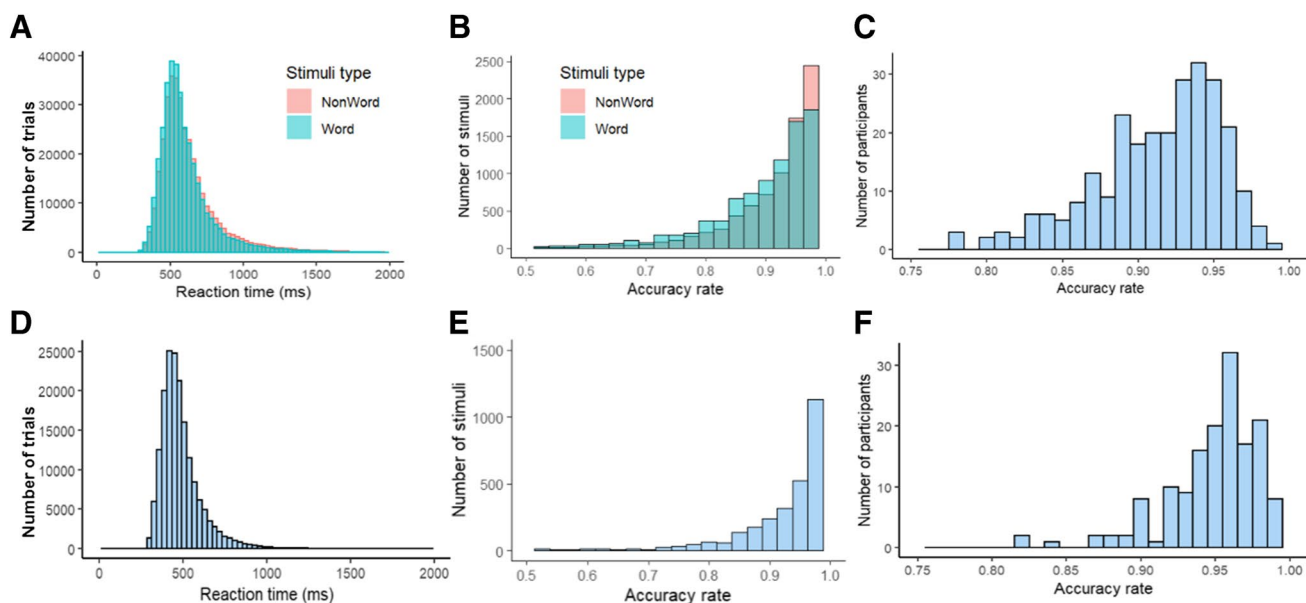 A
Number of trials
40000
30000
20000
10000
0
0 500 1000 1500 2000
Reaction time (ms)
Stimuli type
NonWord
Word
B
Number of stimuli
2500
2000
1500
1000
500
0
0.5 0.6 0.7 0.8 0.9 1.0
Accuracy rate
Stimuli type
NonWord
Word
C
Number of participants
30
20
10
0
0.75 0.80 0.85 0.90 0.95 1.00
Accuracy rate
D
Number of trials
25000
20000
15000
10000
5000
0
0 500 1000 1500 2000
Reaction time (ms)
E
Number of stimuli
1500
1000
500
0
0.5 0.6 0.7 0.8 0.9 1.0
Accuracy rate
F
Number of participants
30
20
10
0
0.75 0.80 0.85 0.90 0.95 1.00
Accuracy rate